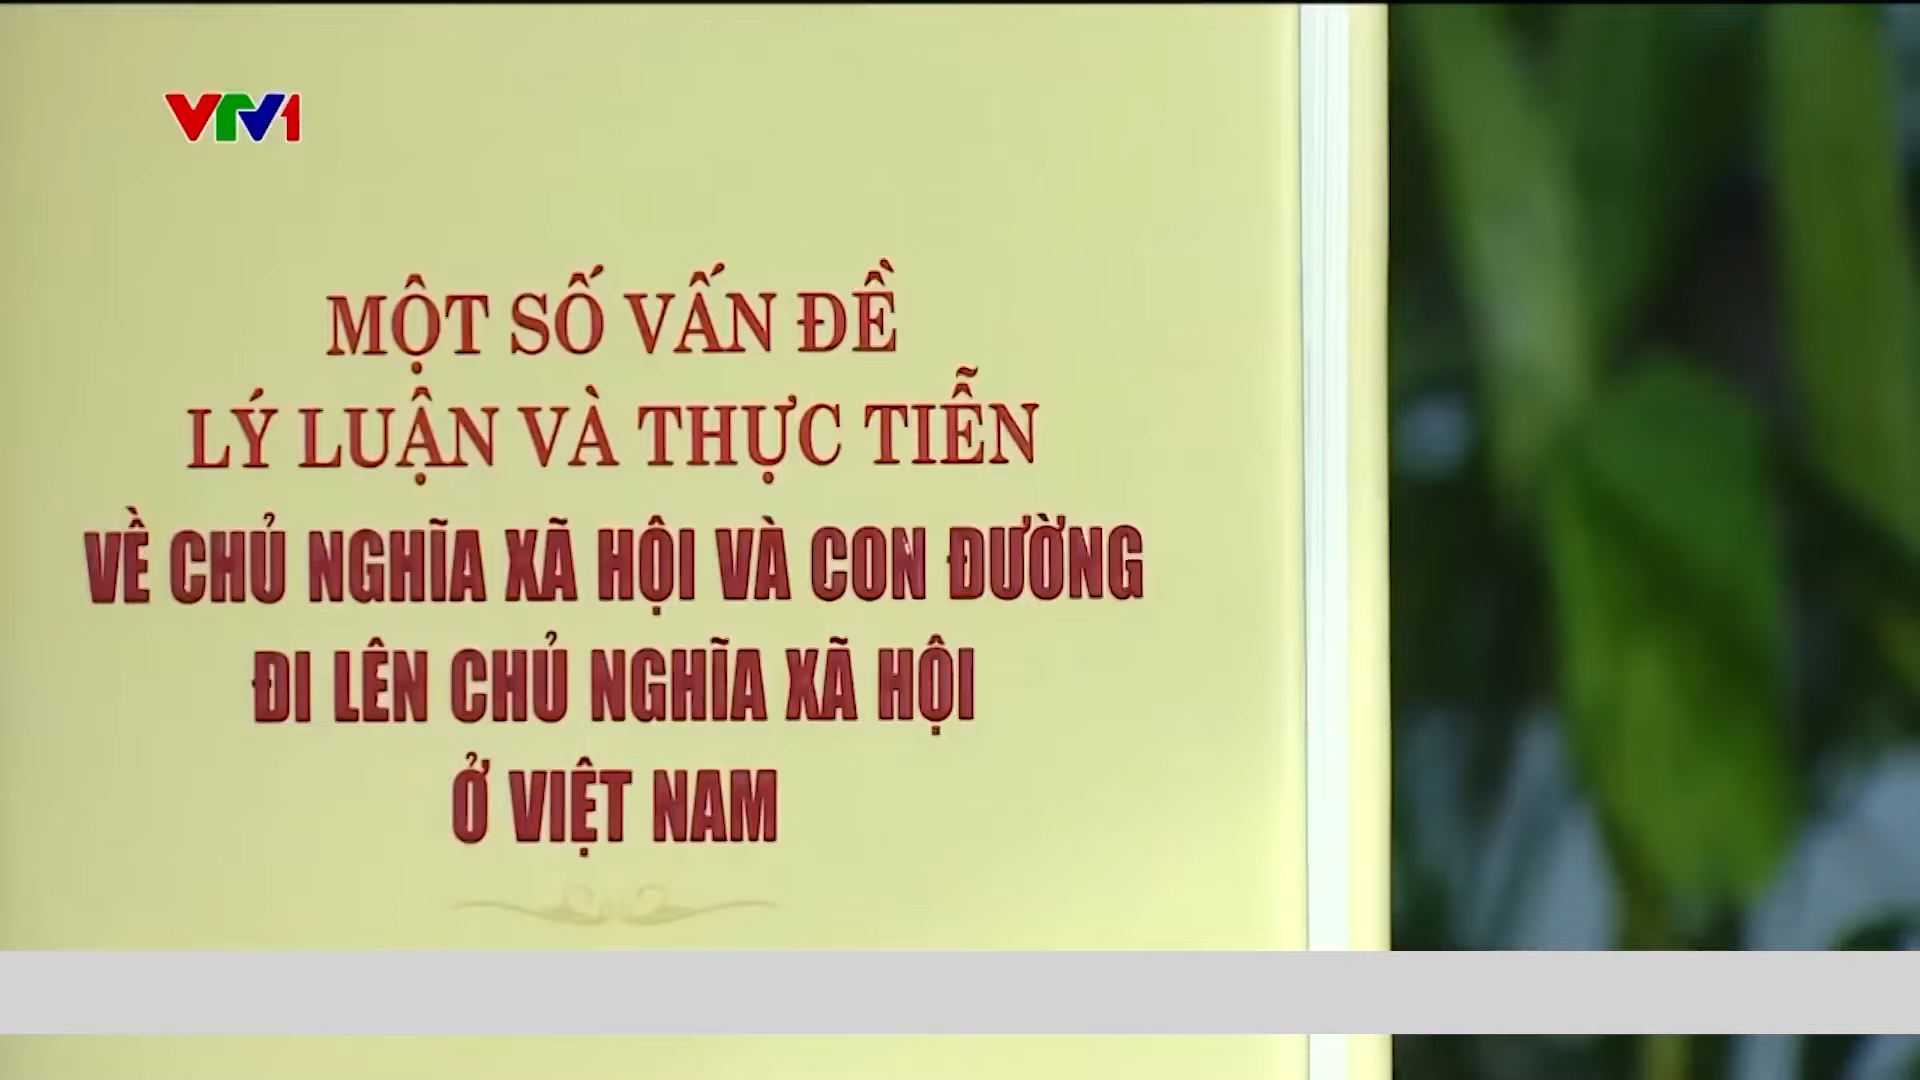 VTV1
MỘT SỐ VẤN ĐỀ
LÝ LUẬN VÀ THỰC TIỄN
VỀ CHỦ NGHĨA XÃ HỘI VÀ CON ĐƯỜNG
ĐI LÊN CHỦ NGHĨA XÃ HỘI
Ở VIỆT NAM